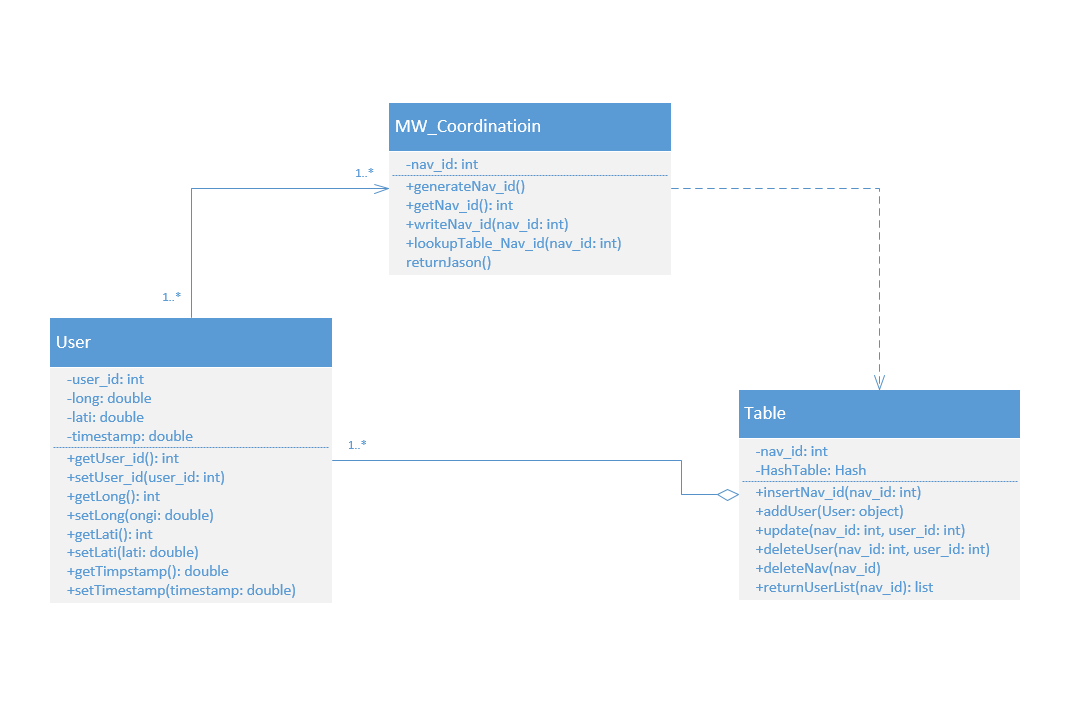 MW_Coordinatioin
-nav_id: int
+generateNav_id()
+getNav_id(): int
+writeNav_id(nav_id: int)
+lookupTable_Nav_id(nav_id: int)
returnJason()
1..*
1..*
User
-user_id: int
-long: double
-lati: double
-timestamp: double
+getUser_id(): int
+setUser_id(user_id: int)
+getLong(): int
+setLong(ongi: double)
+getLati(): int
+setLati(lati: double)
+getTimpstamp(): double
+setTimestamp(timestamp: double)
1..*
Table
-nav_id: int
-HashTable: Hash
+insertNav_id(nav_id: int)
+addUser(User: object)
+update(nav_id: int, user_id: int)
+deleteUser(nav_id: int, user_id: int)
+deleteNav(nav_id)
+returnUserList(nav_id): list